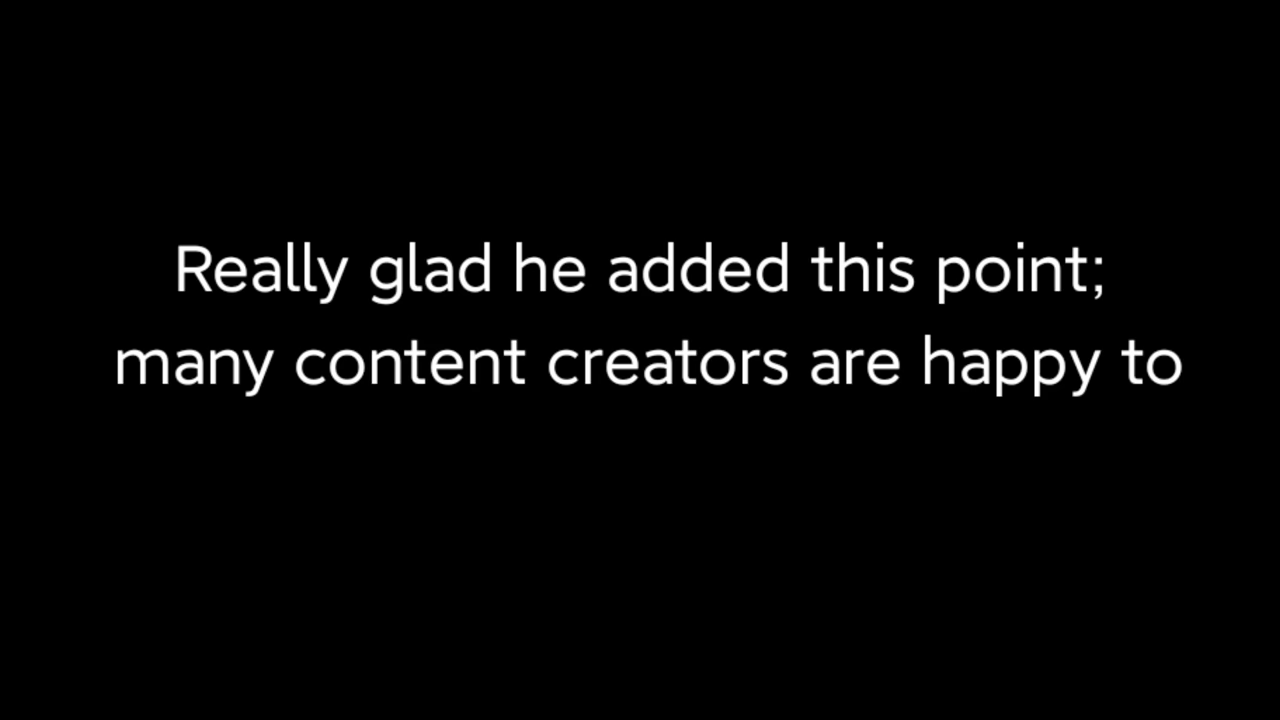 Really glad he added this point;
many content creators are happy to